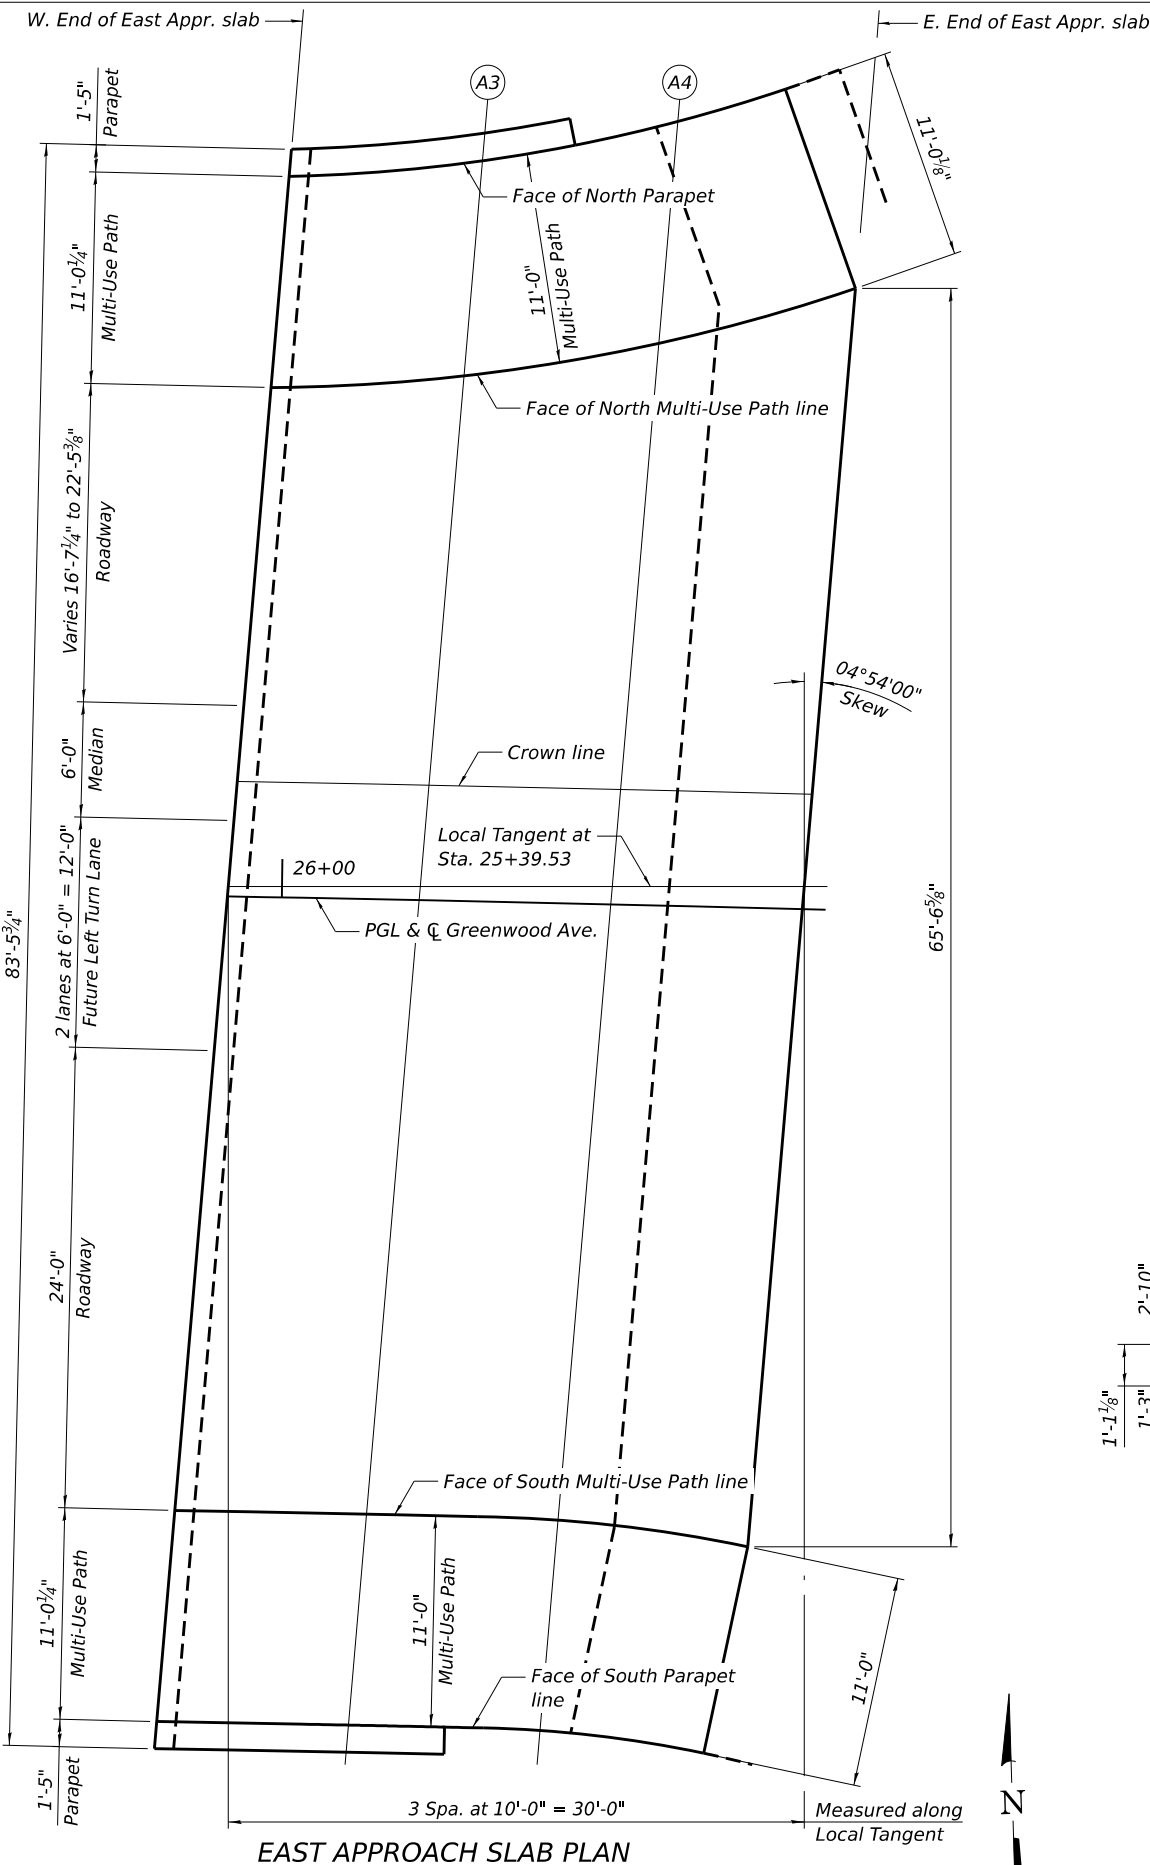 W. End of East Appr. slab
E. End of East Appr. slab
A3
A4
1'-5"
Parapet
11'-0⅛"
Face of North Parapet
11'-0¼"
Multi-Use Path
11'-0"
Multi-Use Path
Face of North Multi-Use Path line
Varies 16'-7¼" to 22'-5⅜"
Roadway
04°54'00"
Skew
6'-0"
Median
Crown line
Local Tangent at
Sta. 25+39.53
26+00
PGL & ℄ Greenwood Ave.
2 lanes at 6'-0" = 12'-0"
Future Left Turn Lane
83'-5¾"
65'-6⅝"
24'-0"
Roadway
2'-10"
1'-1⅛"
1'-3"
Face of South Multi-Use Path line
11'-0¼"
Multi-Use Path
11'-0"
Multi-Use Path
Face of South Parapet
line
11'-0"
1'-5"
Parapet
3 Spa. at 10'-0" = 30'-0"
Measured along
Local Tangent
N
EAST APPROACH SLAB PLAN